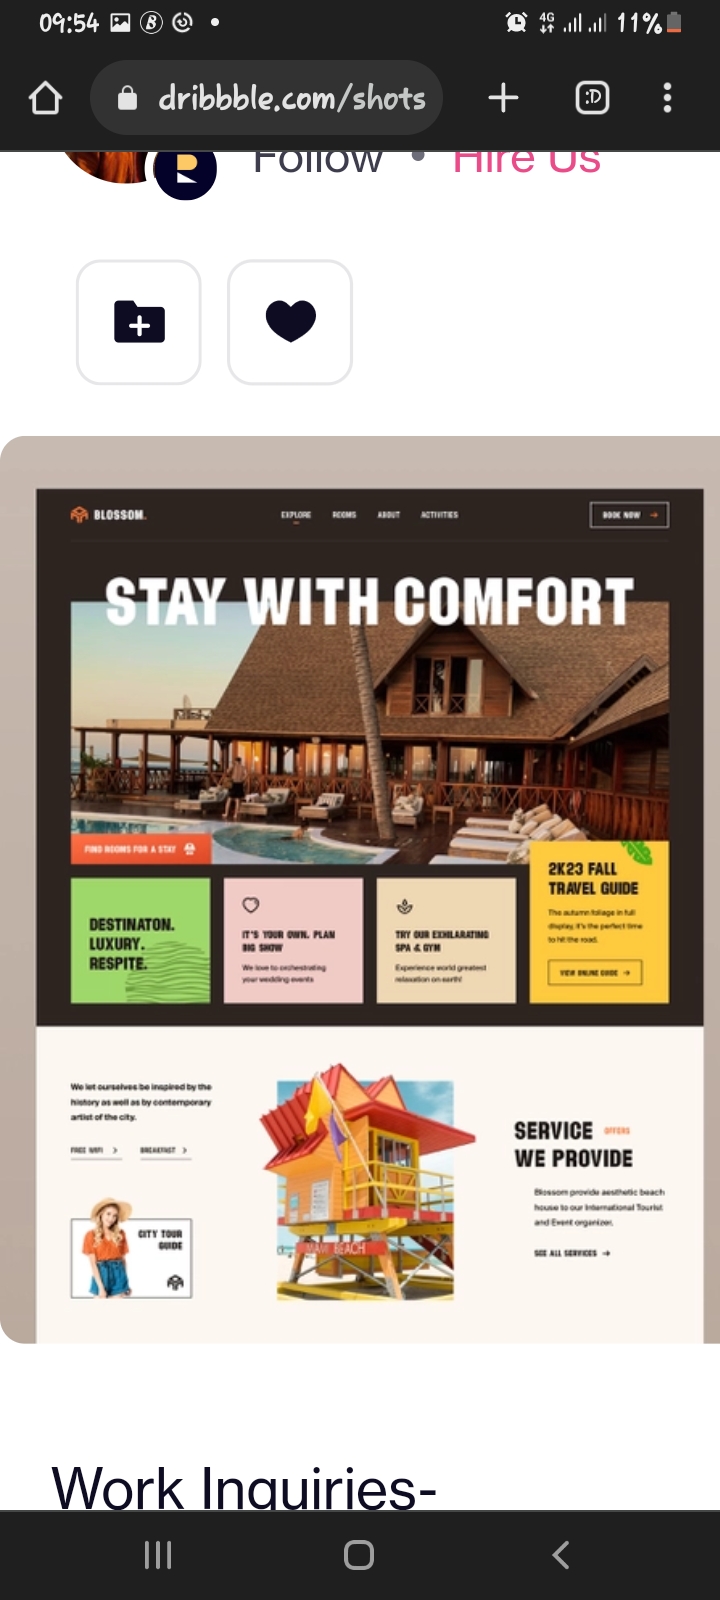 09:54
4G
11%
dribbble.com/shots
:D
Follow • Hire Us
BLOSSOM.
EXPLORE ROOMS ABOUT ACTIVITIES
BOOK NOW →
STAY WITH COMFORT
FIND ROOMS FOR A STAY
DESTINATON.
LUXURY.
RESPITE.
IT'S YOUR OWN. PLAN
BIG SHOW
We love to orchestrating
your wedding events
TRY OUR EXHILARATING
SPA & GYM
Experience world greatest
relaxation on earth!
2K23 FALL
TRAVEL GUIDE
The autumn foliage in full
display, it's the perfect time
to hit the road.
VIEW ONLINE GUIDE →
We let ourselves be inspired by the
history as well as by contemporary
artist of the city.
FREE WIFI >
BREAKFAST >
CITY TOUR
GUIDE
MIAMI BEACH
SERVICE OFFERS
WE PROVIDE
Blossom provide aesthetic beach
house to our International Tourist
and Event organizer.
SEE ALL SERVICES →
Work Inquiries-